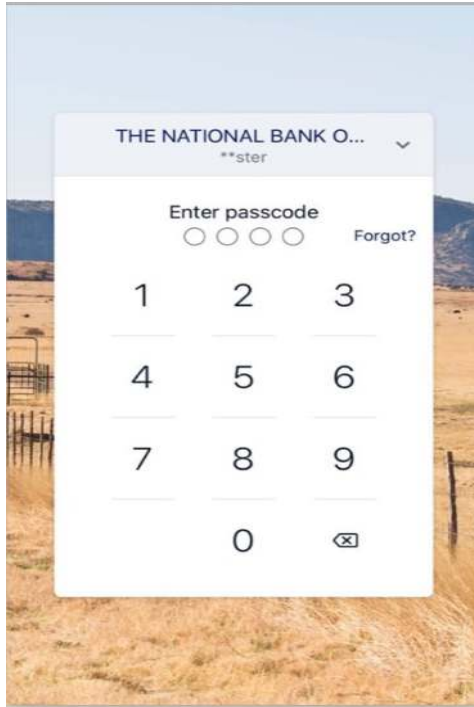 THE NATIONAL BANK O...
**ster
Enter passcode
Forgot?
1 2 3
4 5 6
7 8 9
0